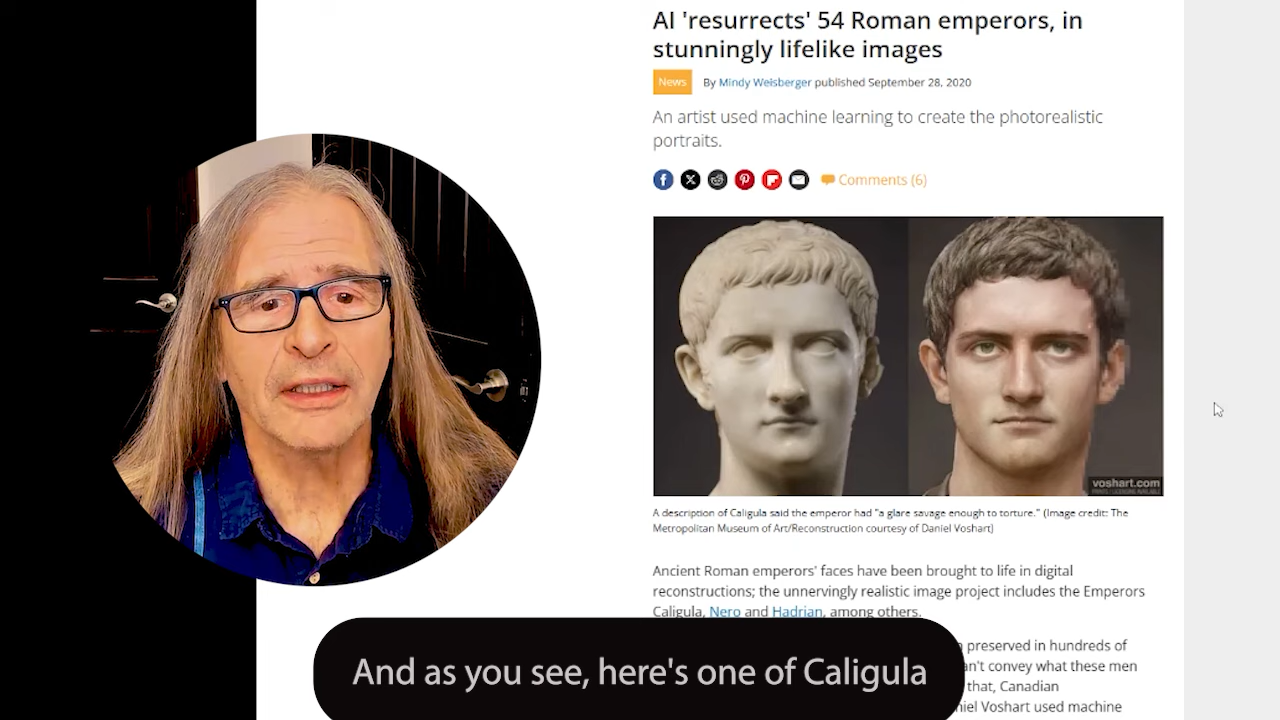 AI 'resurrects' 54 Roman emperors, in
stunningly lifelike images
News By Mindy Weisberger published September 28, 2020
An artist used machine learning to create the photorealistic
portraits.
Comments (6)
voshart.com
A description of Caligula said the emperor had "a glare savage enough to torture." (Image credit: The
Metropolitan Museum of Art/Reconstruction courtesy of Daniel Voshart)
Ancient Roman emperors' faces have been brought to life in digital
reconstructions; the unnervingly realistic image project includes the Emperors
Caligula, Nero and Hadrian, among others.
preserved in hundreds of
can't convey what these men
that, Canadian
Daniel Voshart used machine
And as you see, here's one of Caligula